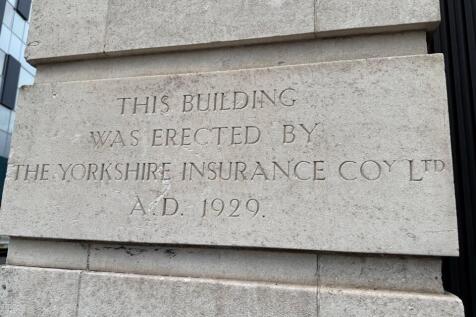 THIS BUILDING
WAS ERECTED BY
THE YORKSHIRE INSURANCE COY LTD
A.D. 1929.